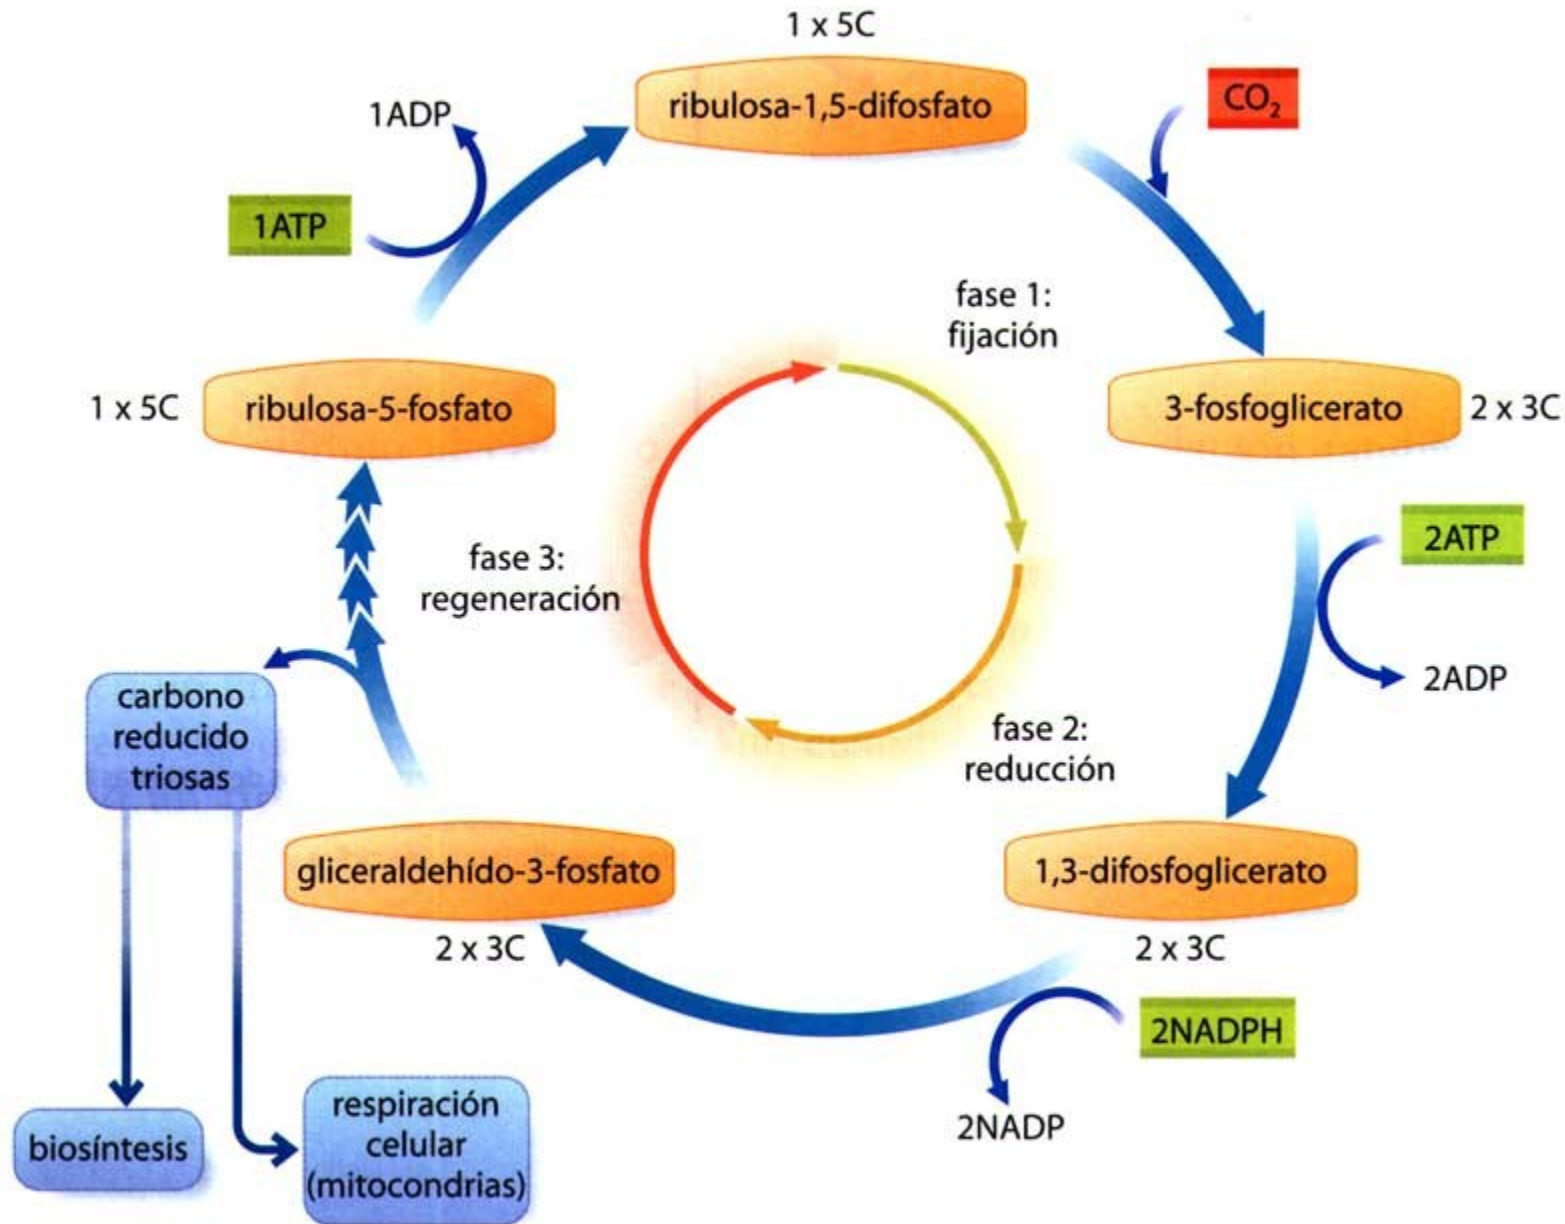 1 x 5C
ribulosa-1,5-difosfato
CO₂
1ADP
1ATP
fase 1:
fijación
1 x 5C
ribulosa-5-fosfato
3-fosfoglicerato
2 x 3C
2ATP
fase 3:
regeneración
2ADP
carbono
reducido
triosas
fase 2:
reducción
gliceraldehído-3-fosfato
2 x 3C
1,3-difosfoglicerato
2 x 3C
2NADPH
2NADP
biosíntesis
respiración
celular
(mitocondrias)